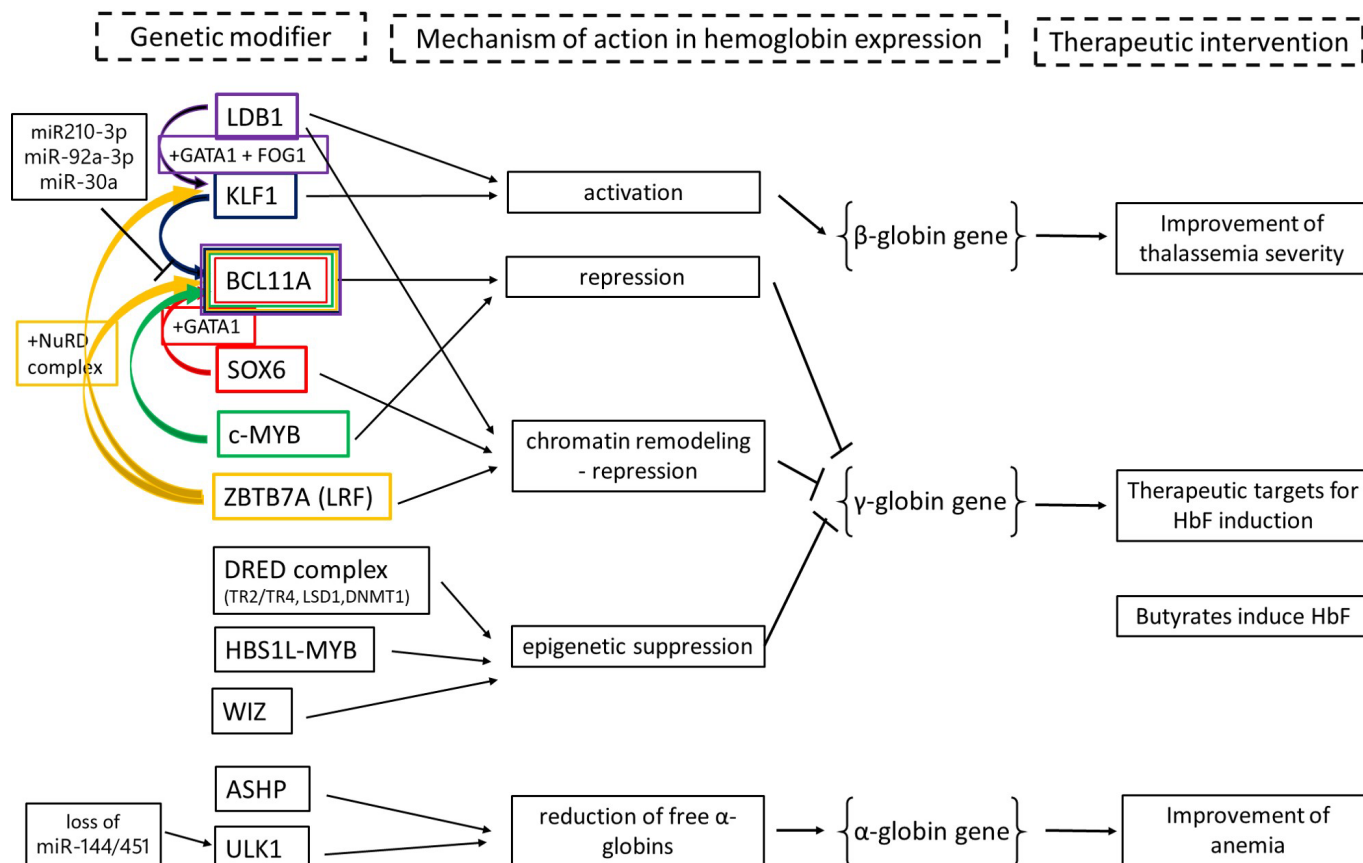 Genetic modifier
Mechanism of action in hemoglobin expression
Therapeutic intervention
miR210-3p
miR-92a-3p
miR-30a
LDB1
+GATA1 + FOG1
KLF1
BCL11A
+GATA1
+NuRD
complex
SOX6
c-MYB
ZBTB7A (LRF)
DRED complex
(TR2/TR4, LSD1,DNMT1)
HBS1L-MYB
WIZ
ASHP
loss of
miR-144/451
ULK1
activation
repression
chromatin remodeling
- repression
epigenetic suppression
reduction of free α-
globins
β-globin gene
γ-globin gene
α-globin gene
Improvement of
thalassemia severity
Therapeutic targets for
HbF induction
Butyrates induce HbF
Improvement of
anemia